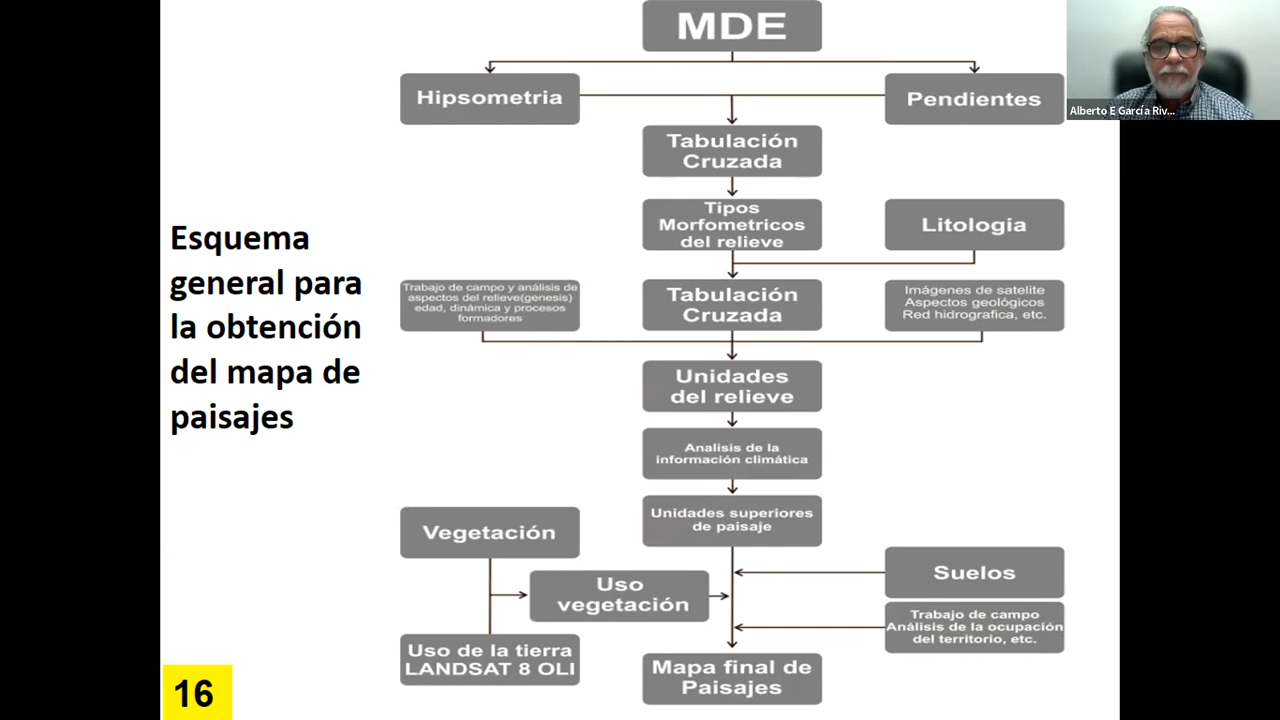 MDE
Hipsometria
Pendientes
Alberto E García Riv...
Tabulación
Cruzada
Tipos
Morfometricos
del relieve
Litologia
Esquema
general para
la obtención
del mapa de
paisajes
Trabajo de campo y análisis de
aspectos del relieve(genesis)
edad, dinámica y procesos
formadores
Tabulación
Cruzada
Imágenes de satelite
Aspectos geológicos
Red hidrografica, etc.
Unidades
del relieve
Analisis de la
información climática
Unidades superiores
de paisaje
Vegetación
Uso
vegetación
Suelos
Trabajo de campo
Análisis de la ocupación
del territorio, etc.
Uso de la tierra
LANDSAT 8 OLI
Mapa final de
Paisajes
16